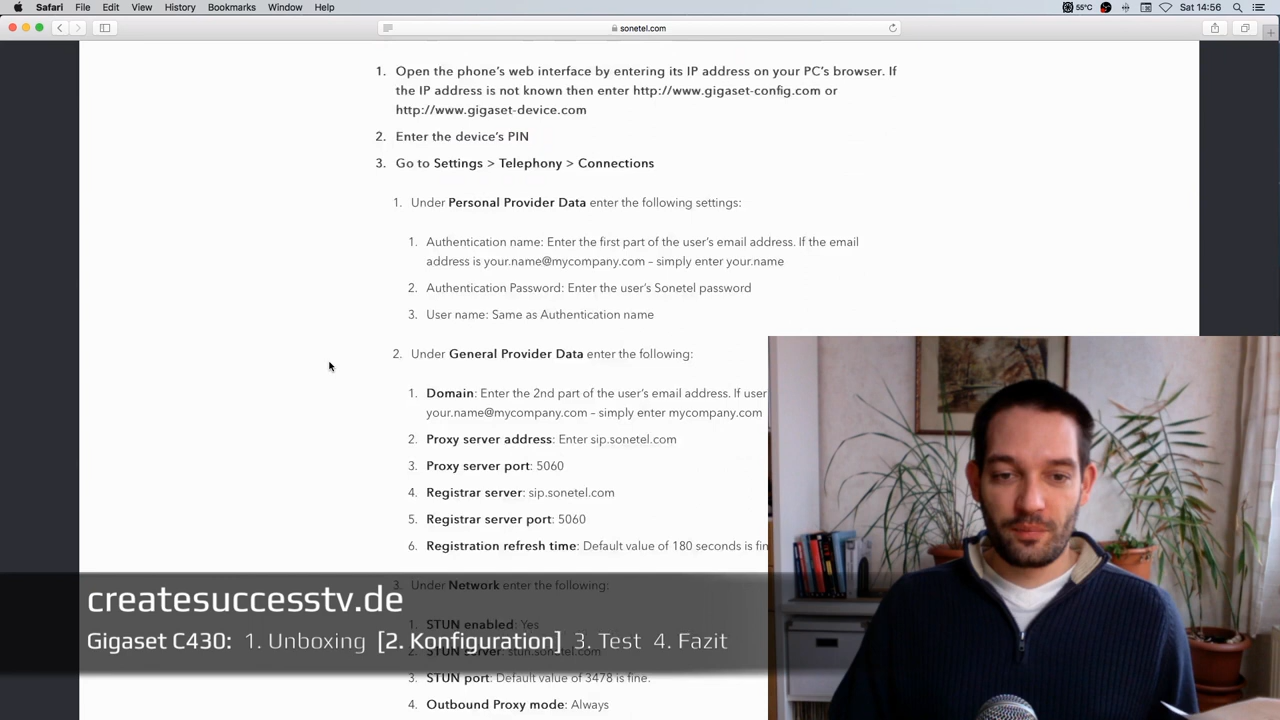 Safari File Edit View History Bookmarks Window Help
55°C Sat 14:56
sonetel.com
1. Open the phone's web interface by entering its IP address on your PC's browser. If
the IP address is not known then enter http://www.gigaset-config.com or
http://www.gigaset-device.com
2. Enter the device's PIN
3. Go to Settings > Telephony > Connections
1. Under Personal Provider Data enter the following settings:
1. Authentication name: Enter the first part of the user's email address. If the email
address is your.name@mycompany.com – simply enter your.name
2. Authentication Password: Enter the user's Sonetel password
3. User name: Same as Authentication name
2. Under General Provider Data enter the following:
1. Domain: Enter the 2nd part of the user's email address. If user
your.name@mycompany.com – simply enter mycompany.com
2. Proxy server address: Enter sip.sonetel.com
3. Proxy server port: 5060
4. Registrar server: sip.sonetel.com
5. Registrar server port: 5060
6. Registration refresh time: Default value of 180 seconds is fin
3. Under Network enter the following:
createsuccesstv.de
1. STUN enabled: Yes
Gigaset C430: 1. Unboxing [2. Konfiguration] 3. Test 4. Fazit
2. STUN server: stun.sonetel.com
3. STUN port: Default value of 3478 is fine.
4. Outbound Proxy mode: Always